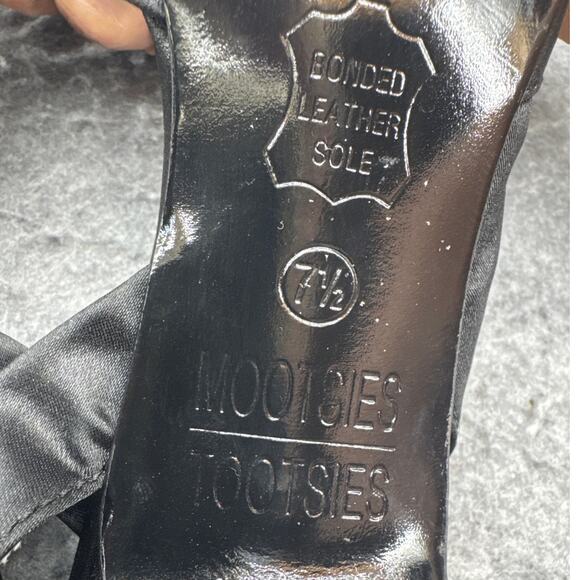 BONDED
LEATHER
SOLE
7½
MOOTSIES
TOOTSIES